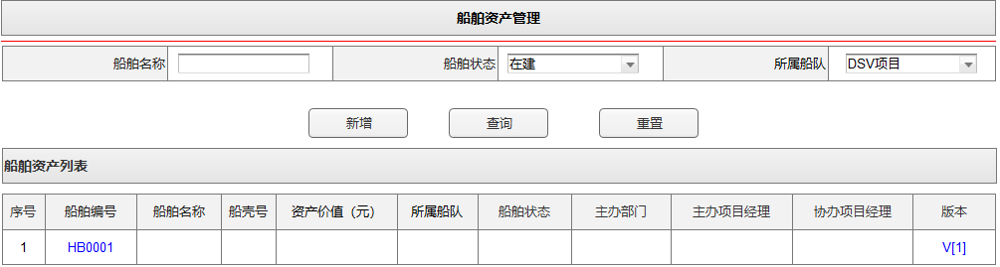 船舶资产管理
船舶名称 船舶状态 在建 所属船队 DSV项目
新增 查询 重置
船舶资产列表
序号 船舶编号 船舶名称 船壳号 资产价值（元） 所属船队 船舶状态 主办部门 主办项目经理 协办项目经理 版本
1 HB0001 V[1]